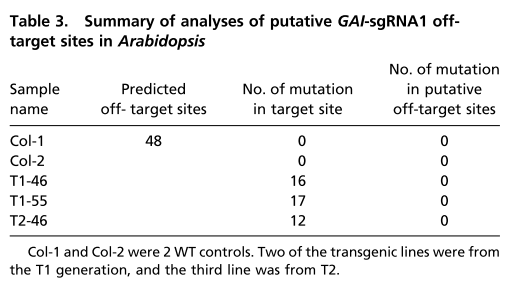 Table 3. Summary of analyses of putative GAI-sgRNA1 off-
target sites in Arabidopsis
Sample name Predicted off- target sites No. of mutation in target site No. of mutation in putative off-target sites
Col-1 48 0 0
Col-2 0 0
T1-46 16 0
T1-55 17 0
T2-46 12 0
Col-1 and Col-2 were 2 WT controls. Two of the transgenic lines were from
the T1 generation, and the third line was from T2.